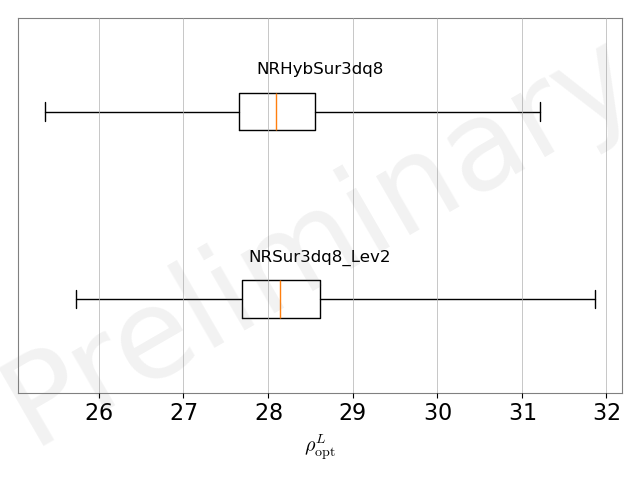 NRHybSur3dq8
NRSur3dq8_Lev2
Preliminary
26 27 28 29 30 31 32
ρ^L_opt